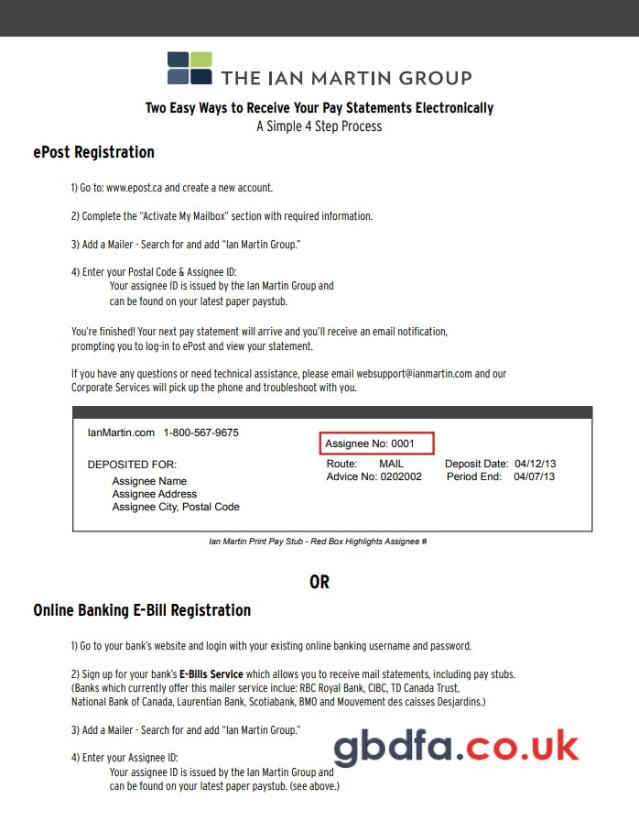 THE IAN MARTIN GROUP
Two Easy Ways to Receive Your Pay Statements Electronically
A Simple 4 Step Process
ePost Registration
1) Go to: www.epost.ca and create a new account.
2) Complete the "Activate My Mailbox" section with required information.
3) Add a Mailer - Search for and add "Ian Martin Group."
4) Enter your Postal Code & Assignee ID:
Your assignee ID is issued by the Ian Martin Group and
can be found on your latest paper paystub.
You're finished! Your next pay statement will arrive and you'll receive an email notification,
prompting you to log-in to ePost and view your statement.
If you have any questions or need technical assistance, please email websupport@ianmartin.com and our
Corporate Services will pick up the phone and troubleshoot with you.
IanMartin.com 1-800-567-9675
Assignee No: 0001
DEPOSITED FOR:
Route: MAIL Deposit Date: 04/12/13
Advice No: 0202002 Period End: 04/07/13
Assignee Name
Assignee Address
Assignee City, Postal Code
Ian Martin Print Pay Stub - Red Box Highlights Assignee #
OR
Online Banking E-Bill Registration
1) Go to your bank's website and login with your existing online banking username and password.
2) Sign up for your bank's E-Bills Service which allows you to receive mail statements, including pay stubs.
(Banks which currently offer this mailer service inclue: RBC Royal Bank, CIBC, TD Canada Trust,
National Bank of Canada, Laurentian Bank, Scotiabank, BMO and Mouvement des caisses Desjardins.)
3) Add a Mailer - Search for and add "Ian Martin Group."
4) Enter your Assignee ID:
Your assignee ID is issued by the Ian Martin Group and
can be found on your latest paper paystub. (see above.)
gbdfa.co.uk